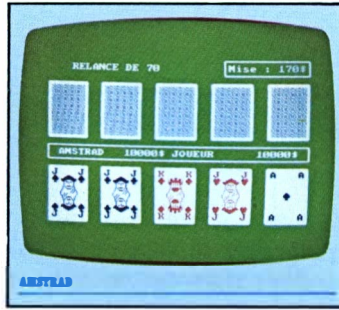 RELANCE DE 70
Mise : 170$
AMSTRAD 10000$ JOUEUR 10000$
J J J J K K J J A A
J J J J K K J J A A
AMSTRAD